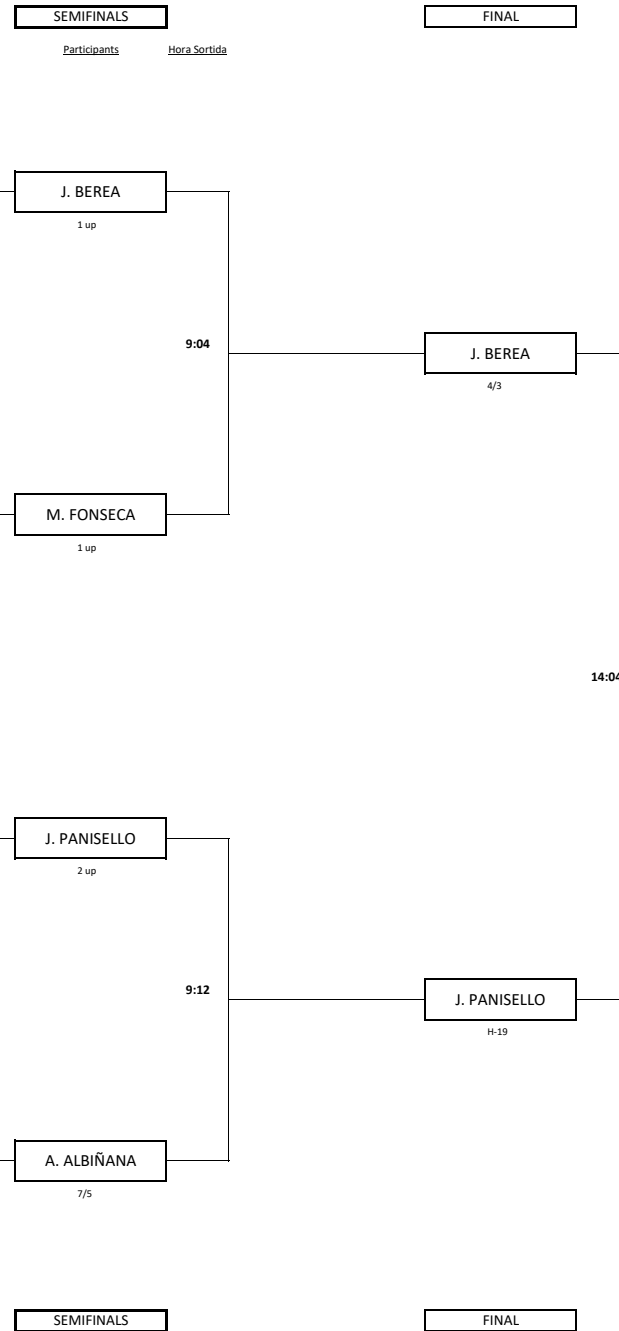 SEMIFINALS FINAL
Participants Hora Sortida
J. BEREA
1 up
9:04
J. BEREA
4/3
M. FONSECA
1 up
14:04
J. PANISELLO
2 up
9:12
J. PANISELLO
H-19
A. ALBIÑANA
7/5
SEMIFINALS FINAL